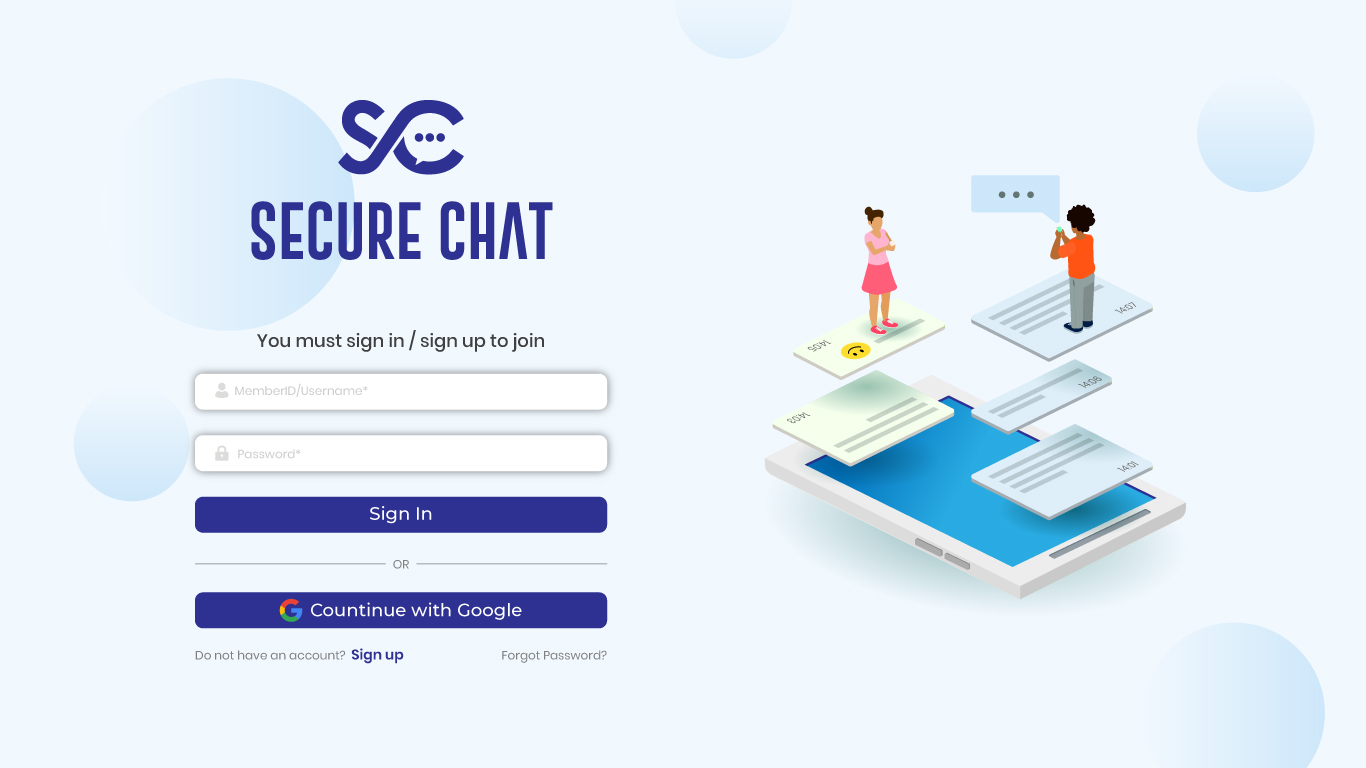 SC
SECURE CHAT
You must sign in / sign up to join
MemberID/Username*
Password*
Sign In
OR
Countinue with Google
Do not have an account? Sign up
Forgot Password?
14:07
14:05
14:06
14:03
14:01